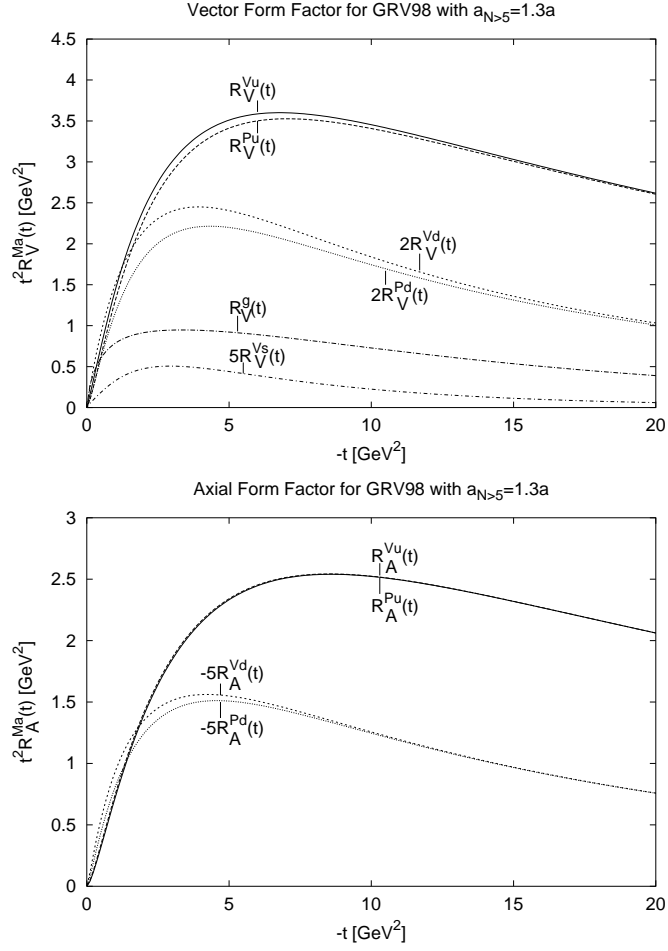 Vector Form Factor for GRV98 with a_{N>5}=1.3a
t^2R_V^{Ma}(t) [GeV^2]
4.5
4
3.5
3
2.5
2
1.5
1
0.5
0
R_V^{Vu}(t)
R_V^{Pu}(t)
2R_V^{Vd}(t)
2R_V^{Pd}(t)
R_V^g(t)
5R_V^{Vs}(t)
0 5 10 15 20
-t [GeV^2]
Axial Form Factor for GRV98 with a_{N>5}=1.3a
t^2R_A^{Ma}(t) [GeV^2]
3
2.5
2
1.5
1
0.5
0
R_A^{Vu}(t)
R_A^{Pu}(t)
-5R_A^{Vd}(t)
-5R_A^{Pd}(t)
0 5 10 15 20
-t [GeV^2]